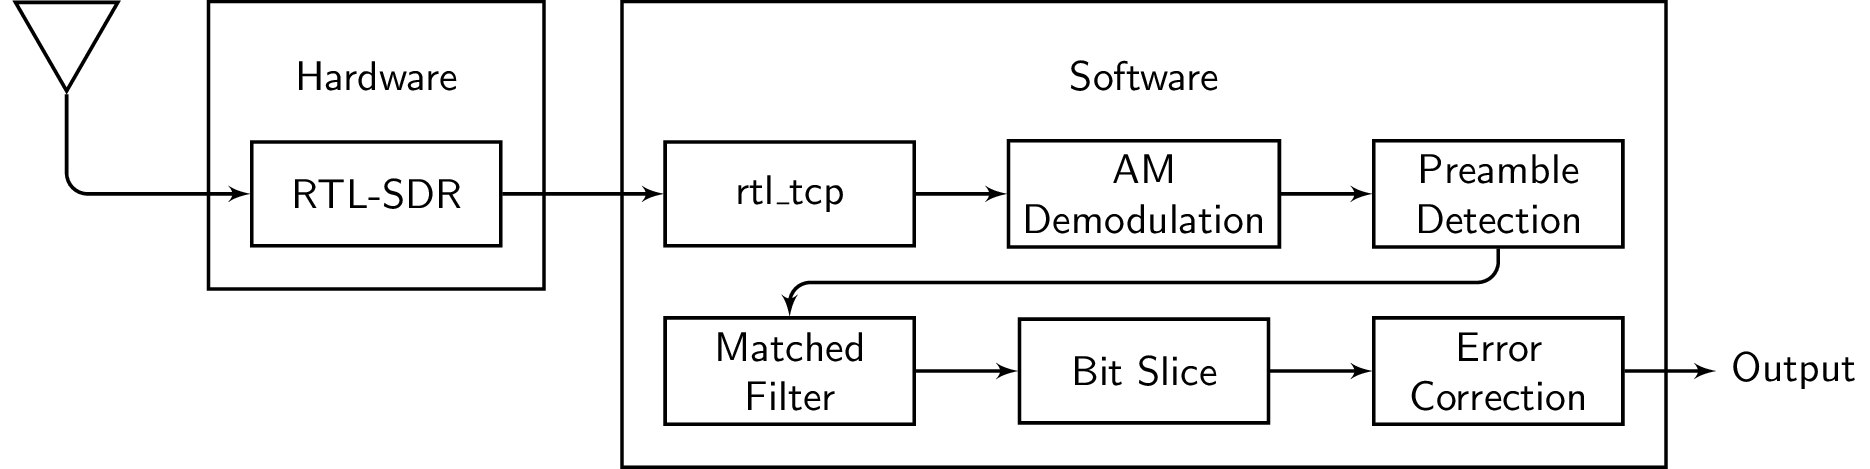 Hardware
Software
RTL-SDR
rtl_tcp
AM
Demodulation
Preamble
Detection
Matched
Filter
Bit Slice
Error
Correction
Output